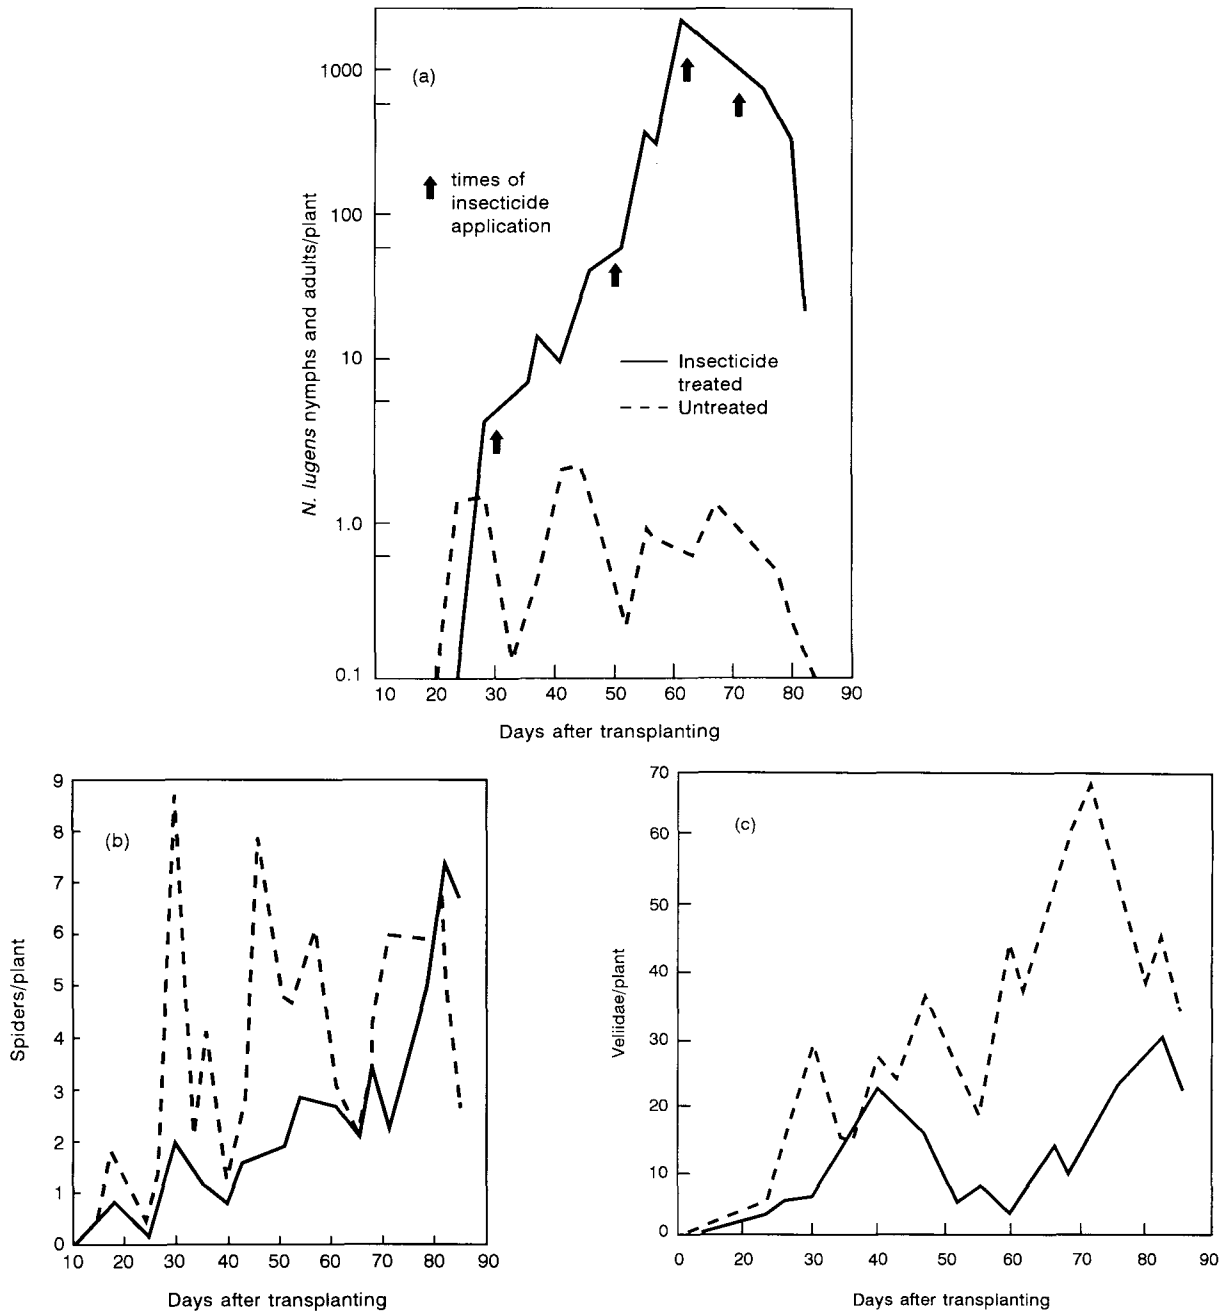 (a)
1000
100
10
1.0
0.1
N. lugens nymphs and adults/plant
times of
insecticide
application
Insecticide
treated
Untreated
10 20 30 40 50 60 70 80 90
Days after transplanting
(b)
9
8
7
6
5
4
3
2
1
0
Spiders/plant
10 20 30 40 50 60 70 80 90
Days after transplanting
(c)
70
60
50
40
30
20
10
0
Veliidae/plant
0 20 30 40 50 60 70 80 90
Days after transplanting